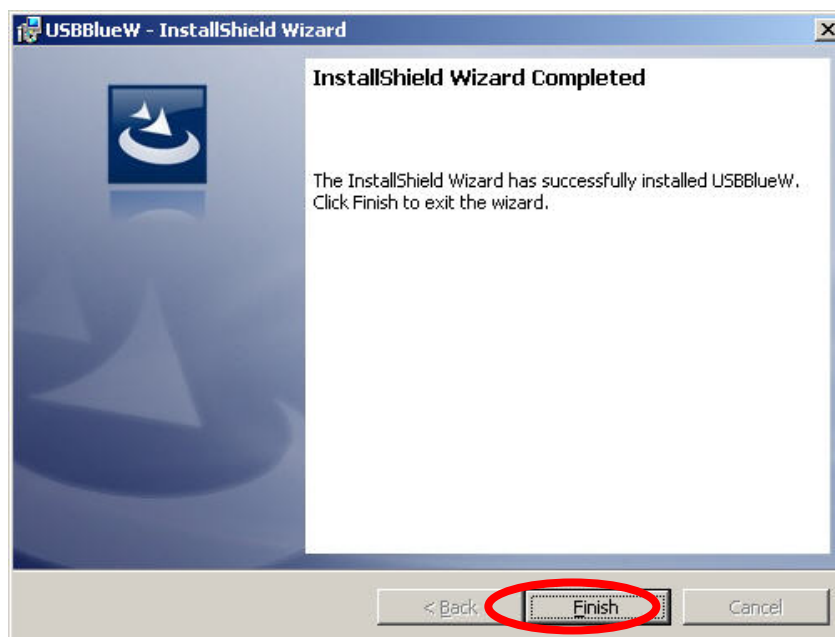 USBBlueW - InstallShield Wizard
InstallShield Wizard Completed
The InstallShield Wizard has successfully installed USBBlueW.
Click Finish to exit the wizard.
< Back
Finish
Cancel